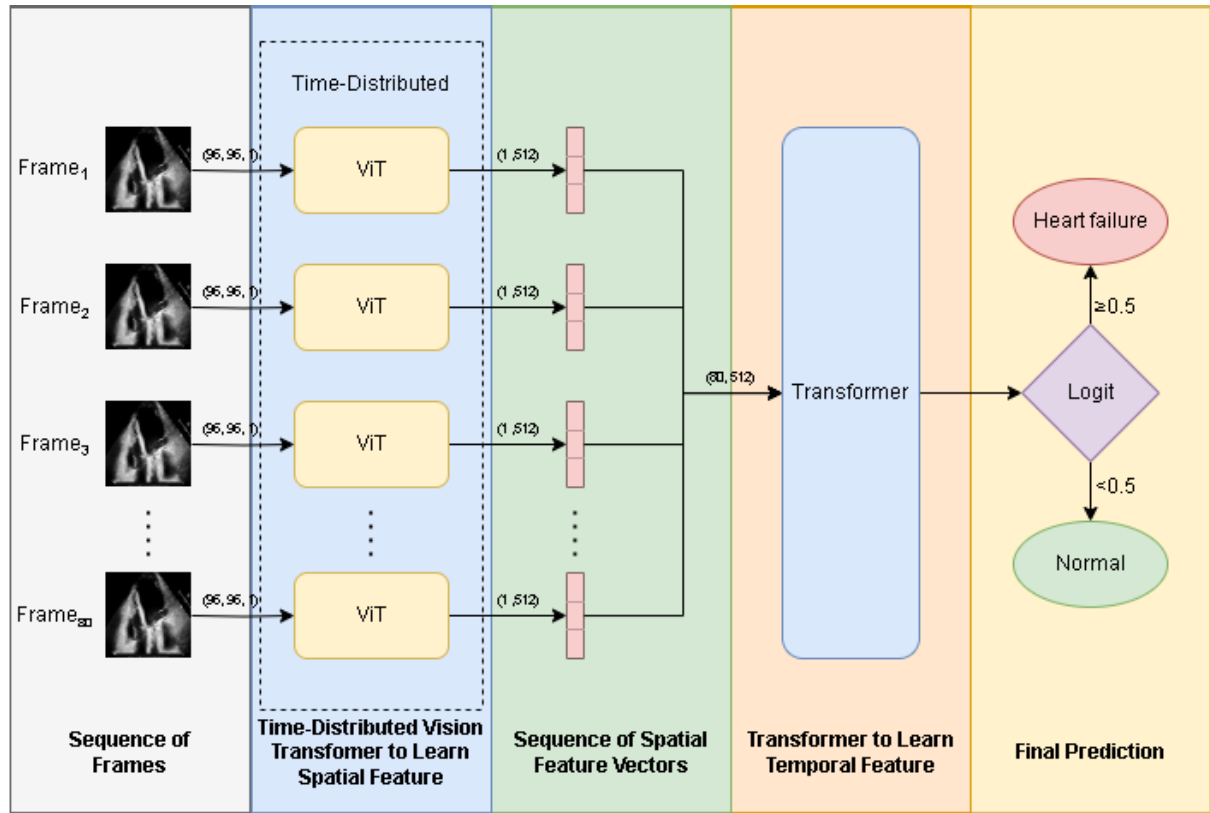 Time-Distributed
Frame1
(96, 96, 1)
ViT
(1,512)
Frame2
(96, 96, 1)
ViT
(1,512)
Frame3
(96, 96, 1)
ViT
(1,512)
Frame80
(96, 96, 1)
ViT
(1,512)
(80, 512)
Transformer
Heart failure
≥0.5
Logit
<0.5
Normal
Sequence of
Frames
Time-Distributed Vision
Transfomer to Learn
Spatial Feature
Sequence of Spatial
Feature Vectors
Transformer to Learn
Temporal Feature
Final Prediction